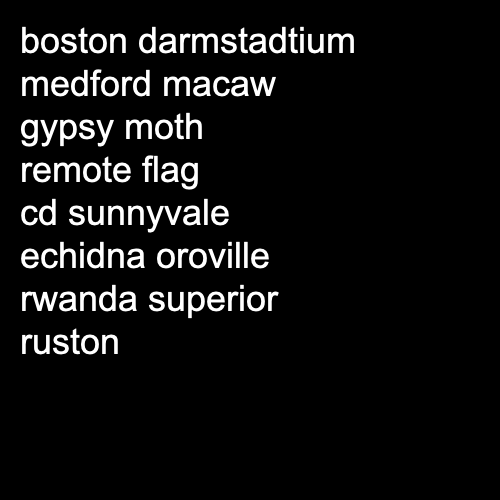 boston darmstadtium
medford macaw
gypsy moth
remote flag
cd sunnyvale
echidna oroville
rwanda superior
ruston